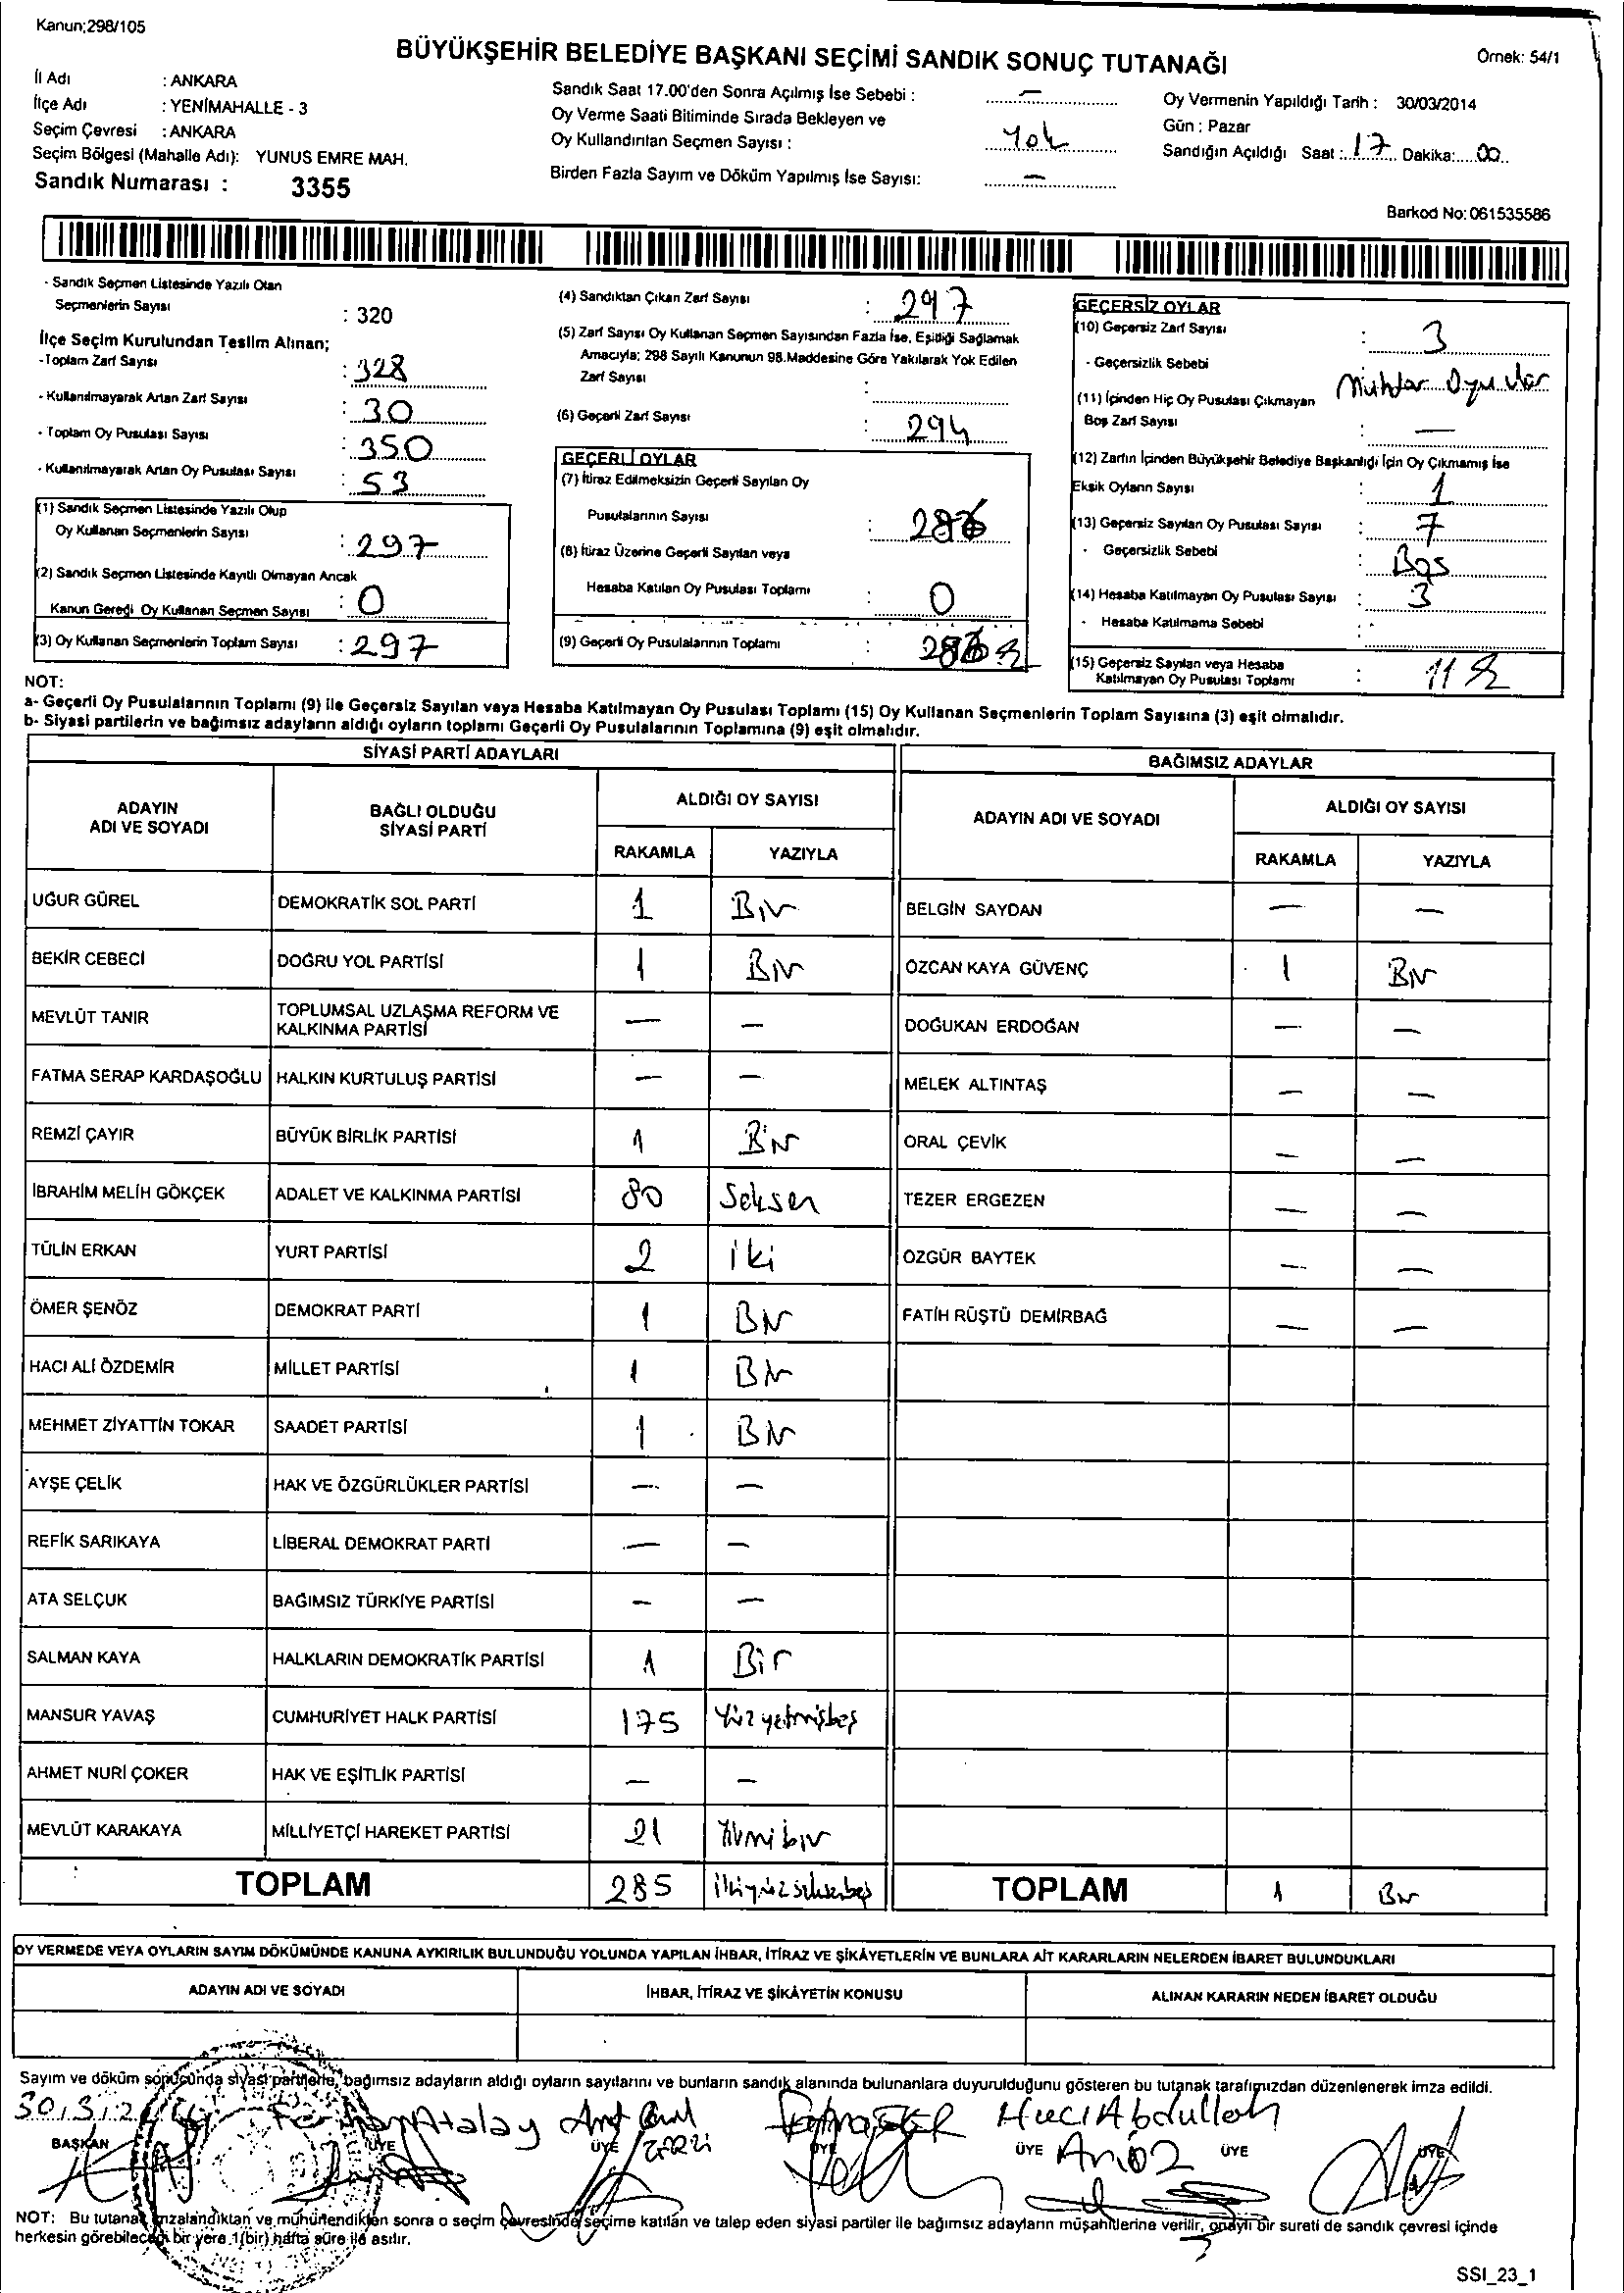 Kanun;298/105
BÜYÜKŞEHİR BELEDİYE BAŞKANI SEÇİMİ SANDIK SONUÇ TUTANAĞI
Örnek: 54/1
İl Adı : ANKARA
İlçe Adı : YENİMAHALLE - 3
Seçim Çevresi : ANKARA
Seçim Bölgesi (Mahalle Adı): YUNUS EMRE MAH.
Sandık Numarası : 3355
Sandık Saat 17.00'den Sonra Açılmış İse Sebebi : —
Oy Verme Saati Bitiminde Sırada Bekleyen ve
Oy Kullandırılan Seçmen Sayısı : Yok
Birden Fazla Sayım ve Döküm Yapılmış İse Sayısı: —
Oy Vermenin Yapıldığı Tarih : 30/03/2014
Gün : Pazar
Sandığın Açıldığı Saat : 17 Dakika: 00
Barkod No: 061535586
- Sandık Seçmen Listesinde Yazılı Olan
Seçmenlerin Sayısı : 320
İlçe Seçim Kurulundan Teslim Alınan;
-Toplam Zarf Sayısı : 328
- Kullanılmayarak Artan Zarf Sayısı : 30
- Toplam Oy Pusulası Sayısı : 350
- Kullanılmayarak Artan Oy Pusulası Sayısı : 53
(1) Sandık Seçmen Listesinde Yazılı Olup
Oy Kullanan Seçmenlerin Sayısı : 297
(2) Sandık Seçmen Listesinde Kayıtlı Olmayan Ancak
Kanun Gereği Oy Kullanan Seçmen Sayısı : 0
(3) Oy Kullanan Seçmenlerin Toplam Sayısı : 297
(4) Sandıktan Çıkan Zarf Sayısı : 297
(5) Zarf Sayısı Oy Kullanan Seçmen Sayısından Fazla İse, Eşitliği Sağlamak
Amacıyla; 298 Sayılı Kanunun 98.Maddesine Göre Yakılarak Yok Edilen
Zarf Sayısı :
(6) Geçerli Zarf Sayısı : 294
GEÇERLİ OYLAR
(7) İtiraz Edilmeksizin Geçerli Sayılan Oy
Pusulalarının Sayısı : 286
(8) İtiraz Üzerine Geçerli Sayılan veya
Hesaba Katılan Oy Pusulası Toplamı : 0
(9) Geçerli Oy Pusulalarının Toplamı : 286
GEÇERSİZ OYLAR
(10) Geçersiz Zarf Sayısı : 3
- Geçersizlik Sebebi Muhtar
(11) İçinden Hiç Oy Pusulası Çıkmayan
Boş Zarf Sayısı : —
(12) Zarfın İçinden Büyükşehir Belediye Başkanlığı İçin Oy Çıkmamış İse
Eksik Oyların Sayısı : 1
(13) Geçersiz Sayılan Oy Pusulası Sayısı : 7
- Geçersizlik Sebebi : Boş
(14) Hesaba Katılmayan Oy Pusulası Sayısı : 3
- Hesaba Katılmama Sebebi :
(15) Geçersiz Sayılan veya Hesaba
Katılmayan Oy Pusulası Toplamı : 11
NOT:
a- Geçerli Oy Pusulalarının Toplamı (9) ile Geçersiz Sayılan veya Hesaba Katılmayan Oy Pusulası Toplamı (15) Oy Kullanan Seçmenlerin Toplam Sayısına (3) eşit olmalıdır.
b- Siyasi partilerin ve bağımsız adayların aldığı oyların toplamı Geçerli Oy Pusulalarının Toplamına (9) eşit olmalıdır.
SİYASİ PARTİ ADAYLARI
BAĞIMSIZ ADAYLAR
ADAYIN ADI VE SOYADI
BAĞLI OLDUĞU SİYASİ PARTİ
ALDIĞI OY SAYISI
RAKAMLA YAZIYLA
ADAYIN ADI VE SOYADI
ALDIĞI OY SAYISI
RAKAMLA YAZIYLA
UĞUR GÜREL DEMOKRATİK SOL PARTİ 1 Bir BELGİN SAYDAN — —
BEKİR CEBECİ DOĞRU YOL PARTİSİ 1 Bir ÖZCAN KAYA GÜVENÇ 1 Bir
MEVLÜT TANIR TOPLUMSAL UZLAŞMA REFORM VE KALKINMA PARTİSİ — — DOĞUKAN ERDOĞAN — —
FATMA SERAP KARDAŞOĞLU HALKIN KURTULUŞ PARTİSİ — — MELEK ALTINTAŞ — —
REMZİ ÇAYIR BÜYÜK BİRLİK PARTİSİ 1 Bir ORAL ÇEVİK — —
İBRAHİM MELİH GÖKÇEK ADALET VE KALKINMA PARTİSİ 80 Seksen TEZER ERGEZEN — —
TÜLİN ERKAN YURT PARTİSİ 2 iki ÖZGÜR BAYTEK — —
ÖMER ŞENÖZ DEMOKRAT PARTİ 1 Bir FATİH RÜŞTÜ DEMİRBAĞ — —
HACI ALİ ÖZDEMİR MİLLET PARTİSİ 1 Bir
MEHMET ZİYATTİN TOKAR SAADET PARTİSİ 1 Bir
AYŞE ÇELİK HAK VE ÖZGÜRLÜKLER PARTİSİ — —
REFİK SARIKAYA LİBERAL DEMOKRAT PARTİ — —
ATA SELÇUK BAĞIMSIZ TÜRKİYE PARTİSİ — —
SALMAN KAYA HALKLARIN DEMOKRATİK PARTİSİ 1 Bir
MANSUR YAVAŞ CUMHURİYET HALK PARTİSİ 175 Yüzyetmişbeş
AHMET NURİ ÇOKER HAK VE EŞİTLİK PARTİSİ — —
MEVLÜT KARAKAYA MİLLİYETÇİ HAREKET PARTİSİ 21 Yirmibir
TOPLAM 285 ikiyüzseksenbeş TOPLAM 1 Bir
OY VERMEDE VEYA OYLARIN SAYIM DÖKÜMÜNDE KANUNA AYKIRILIK BULUNDUĞU YOLUNDA YAPILAN İHBAR, İTİRAZ VE ŞİKÂYETLERİN VE BUNLARA AİT KARARLARIN NELERDEN İBARET BULUNDUKLARI
ADAYIN ADI VE SOYADI İHBAR, İTİRAZ VE ŞİKÂYETİN KONUSU ALINAN KARARIN NEDEN İBARET OLDUĞU
Sayım ve döküm sonucunda siyasi partilerle, bağımsız adayların aldığı oyların sayılarını ve bunların sandık alanında bulunanlara duyurulduğunu gösteren bu tutanak tarafımızdan düzenlenerek imza edildi.
Atalay Hacı Abdullah
BAŞKAN ÜYE ÜYE ÜYE ÜYE Arıöz ÜYE ÜYE
NOT: Bu tutanak imzalandıktan ve mühürlendikten sonra o seçim çevresinde seçime katılan ve talep eden siyasi partiler ile bağımsız adayların müşahitlerine verilir, onaylı bir sureti de sandık çevresi içinde
herkesin görebileceği bir yere 1(bir) hafta süre ile asılır.
SSI_23_1